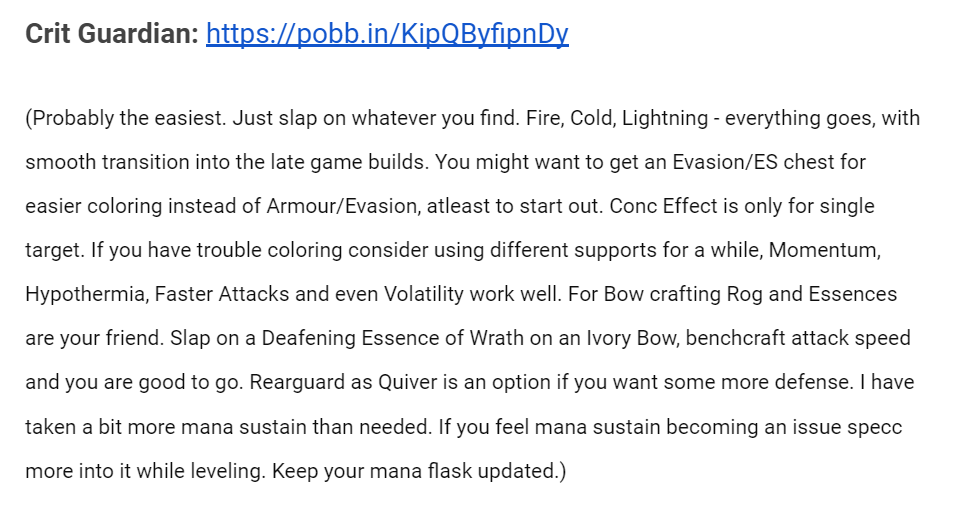 Crit Guardian: https://pobb.in/KipQByfipnDy
(Probably the easiest. Just slap on whatever you find. Fire, Cold, Lightning - everything goes, with
smooth transition into the late game builds. You might want to get an Evasion/ES chest for
easier coloring instead of Armour/Evasion, atleast to start out. Conc Effect is only for single
target. If you have trouble coloring consider using different supports for a while, Momentum,
Hypothermia, Faster Attacks and even Volatility work well. For Bow crafting Rog and Essences
are your friend. Slap on a Deafening Essence of Wrath on an Ivory Bow, benchcraft attack speed
and you are good to go. Rearguard as Quiver is an option if you want some more defense. I have
taken a bit more mana sustain than needed. If you feel mana sustain becoming an issue specc
more into it while leveling. Keep your mana flask updated.)